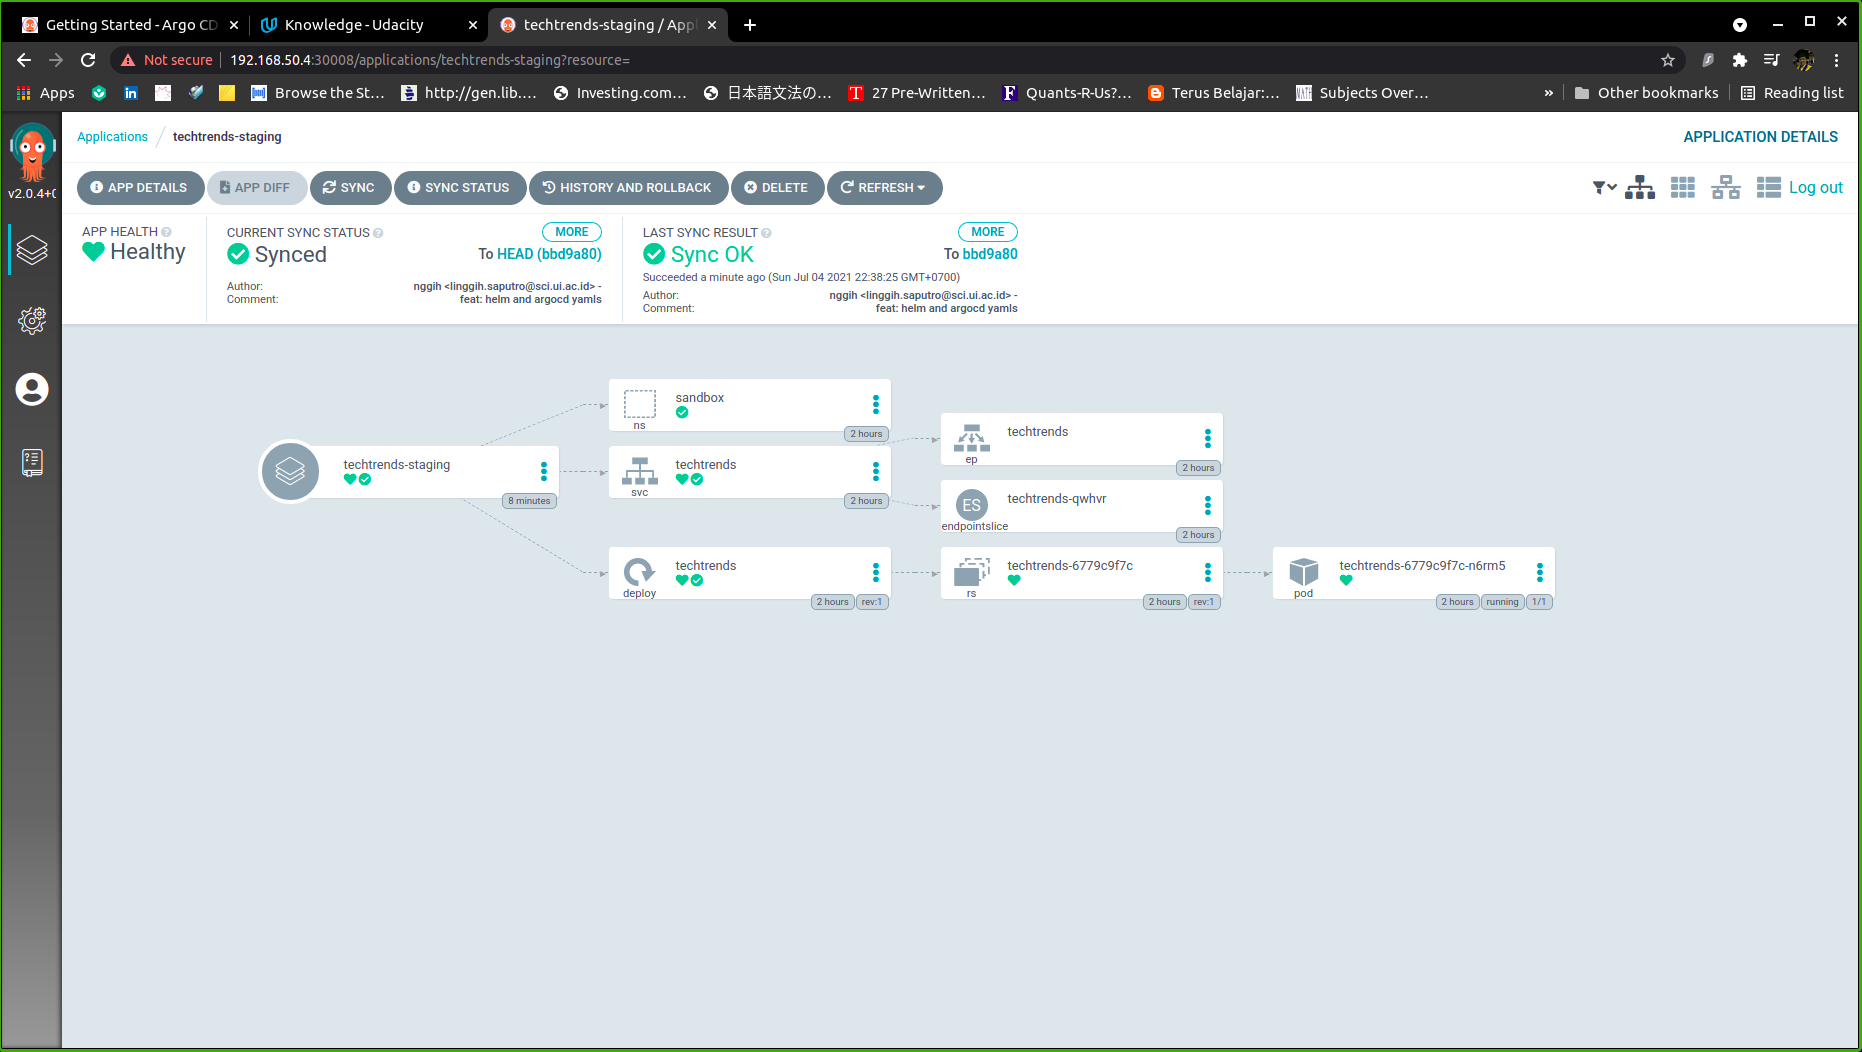 Getting Started - Argo CD
Knowledge - Udacity
techtrends-staging / Appl
Not secure
192.168.50.4:30008/applications/techtrends-staging?resource=
Apps
Browse the St...
http://gen.lib....
Investing.com...
日本語文法の...
27 Pre-Written...
Quants-R-Us?...
Terus Belajar:...
Subjects Over...
»
Other bookmarks
Reading list
v2.0.4+0
Applications
techtrends-staging
APPLICATION DETAILS
APP DETAILS
APP DIFF
SYNC
SYNC STATUS
HISTORY AND ROLLBACK
DELETE
REFRESH
Log out
APP HEALTH
Healthy
CURRENT SYNC STATUS
MORE
Synced
To HEAD (bbd9a80)
Author:
nggih <linggih.saputro@sci.ui.ac.id> -
Comment:
feat: helm and argocd yamls
LAST SYNC RESULT
MORE
Sync OK
To bbd9a80
Succeeded a minute ago (Sun Jul 04 2021 22:38:25 GMT+0700)
Author:
nggih <linggih.saputro@sci.ui.ac.id> -
Comment:
feat: helm and argocd yamls
techtrends-staging
8 minutes
sandbox
ns
2 hours
techtrends
svc
2 hours
techtrends
ep
2 hours
ES
techtrends-qwhvr
endpointslice
2 hours
techtrends
deploy
2 hours
rev:1
techtrends-6779c9f7c
rs
2 hours
rev:1
techtrends-6779c9f7c-n6rm5
pod
2 hours
running
1/1